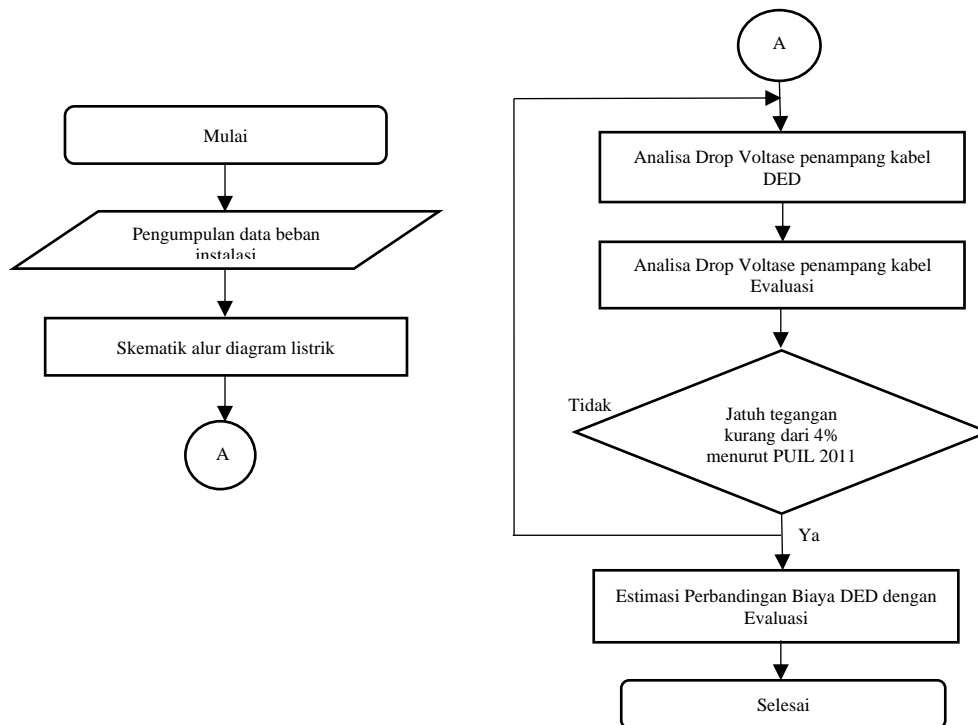 Mulai
Pengumpulan data beban
instalasi
Skematik alur diagram listrik
A
A
Analisa Drop Voltase penampang kabel
DED
Analisa Drop Voltase penampang kabel
Evaluasi
Tidak
Jatuh tegangan
kurang dari 4%
menurut PUIL 2011
Ya
Estimasi Perbandingan Biaya DED dengan
Evaluasi
Selesai